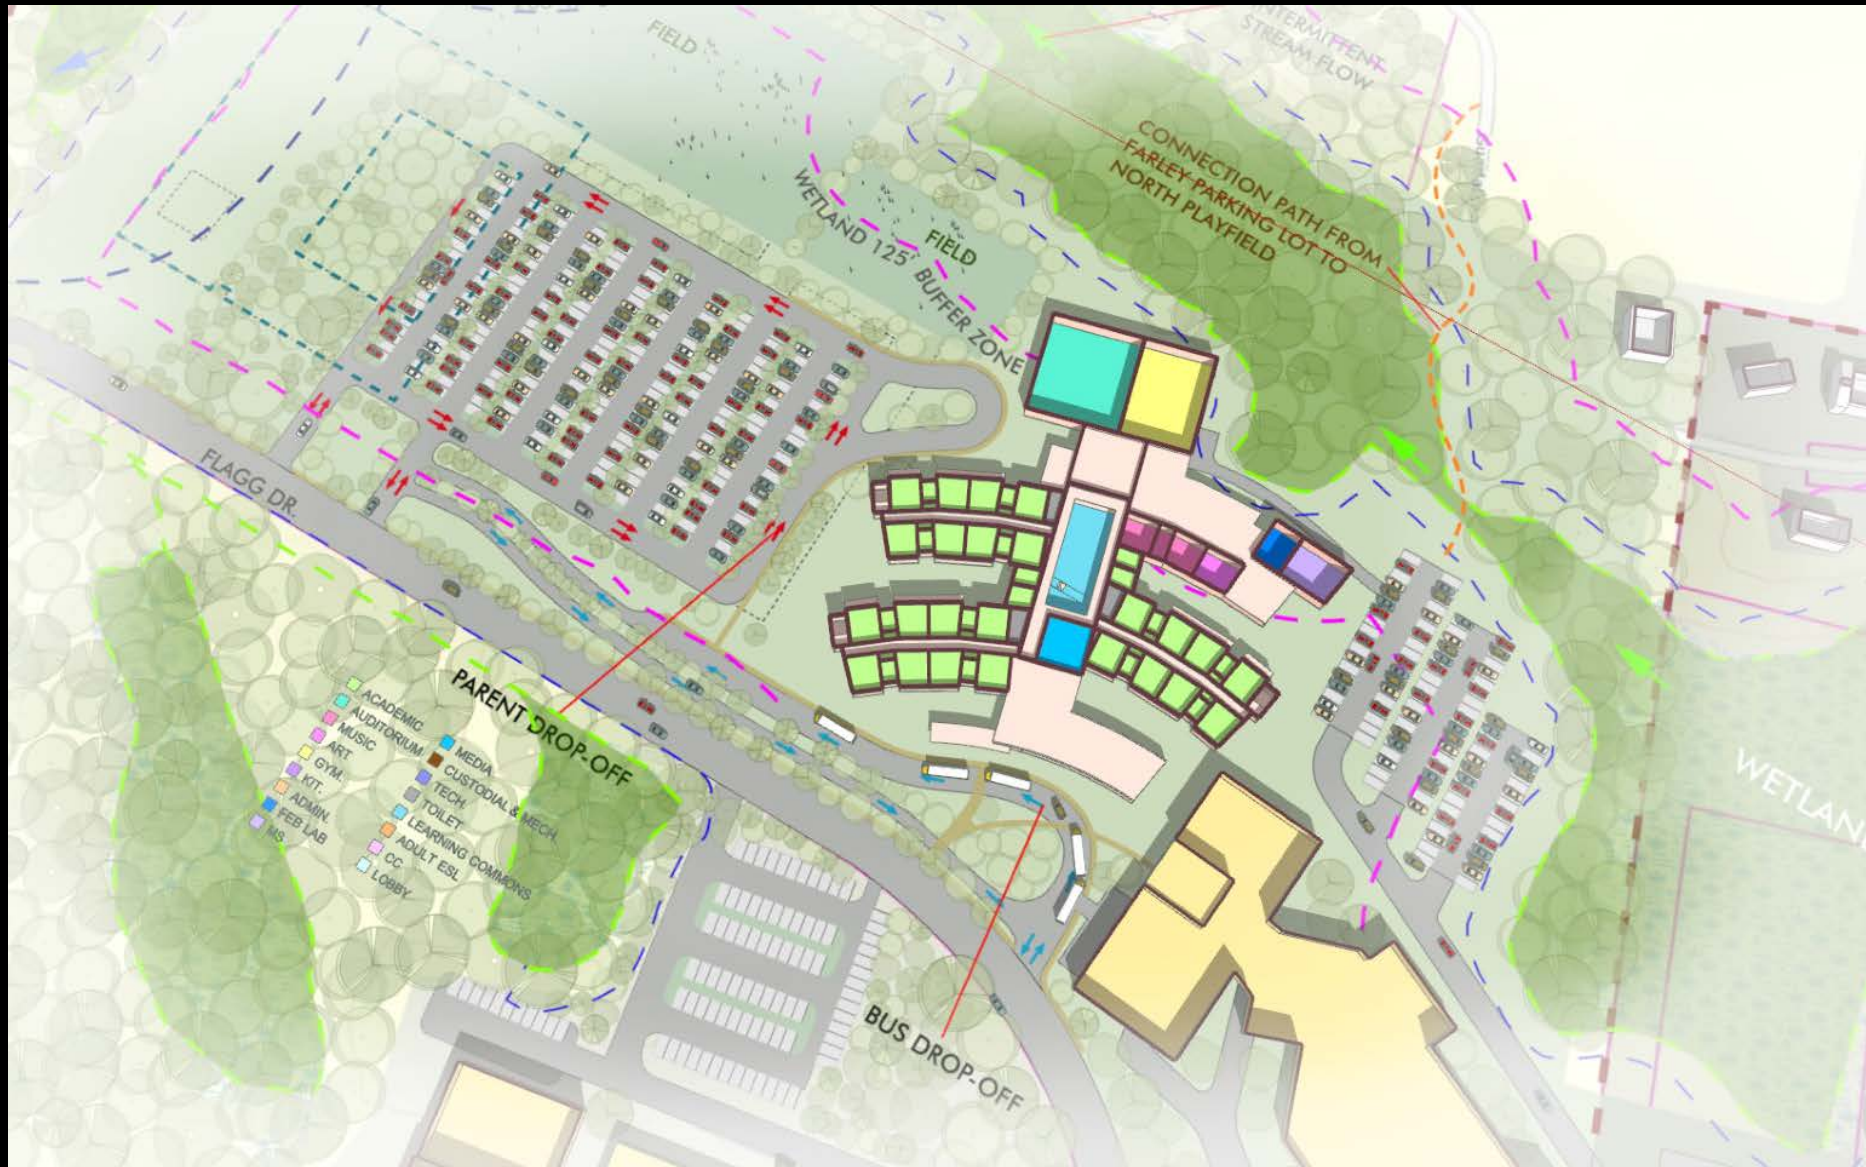 FIELD
INTERMITTENT
STREAM FLOW
CONNECTION PATH FROM
FARLEY PARKING LOT TO
NORTH PLAYFIELD
WETLAND 125' BUFFER ZONE
FIELD
FLAGG DR.
PARENT DROP-OFF
ACADEMIC
AUDITORIUM
MUSIC
ART
GYM.
KIT.
ADMIN.
FEB LAB
MS
MEDIA
CUSTODIAL & MECH.
TECH.
TOILET
LEARNING COMMONS
ADULT ESL
CC
LOBBY
BUS DROP-OFF
WETLAN